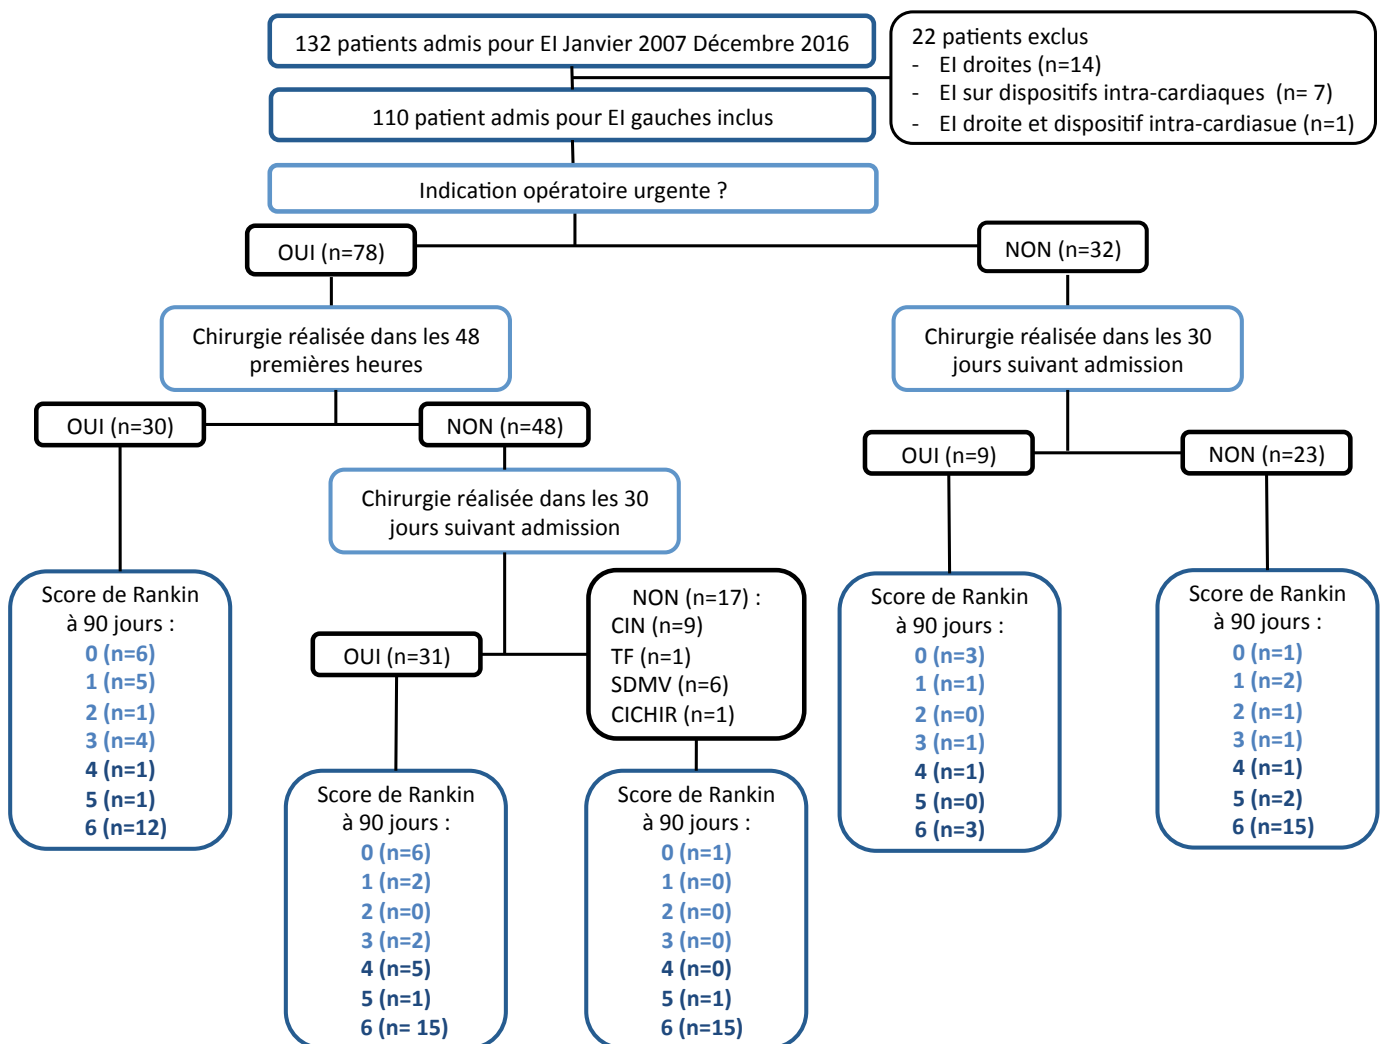 132 patients admis pour EI Janvier 2007 Décembre 2016
22 patients exclus
- EI droites (n=14)
- EI sur dispositifs intra-cardiaques (n= 7)
- EI droite et dispositif intra-cardiasue (n=1)
110 patient admis pour EI gauches inclus
Indication opératoire urgente ?
OUI (n=78)
NON (n=32)
Chirurgie réalisée dans les 48
premières heures
Chirurgie réalisée dans les 30
jours suivant admission
OUI (n=30)
NON (n=48)
OUI (n=9)
NON (n=23)
Chirurgie réalisée dans les 30
jours suivant admission
OUI (n=31)
NON (n=17) :
CIN (n=9)
TF (n=1)
SDMV (n=6)
CICHIR (n=1)
Score de Rankin
à 90 jours :
0 (n=6)
1 (n=5)
2 (n=1)
3 (n=4)
4 (n=1)
5 (n=1)
6 (n=12)
Score de Rankin
à 90 jours :
0 (n=6)
1 (n=2)
2 (n=0)
3 (n=2)
4 (n=5)
5 (n=1)
6 (n= 15)
Score de Rankin
à 90 jours :
0 (n=1)
1 (n=0)
2 (n=0)
3 (n=0)
4 (n=0)
5 (n=1)
6 (n=15)
Score de Rankin
à 90 jours :
0 (n=3)
1 (n=1)
2 (n=0)
3 (n=1)
4 (n=1)
5 (n=0)
6 (n=3)
Score de Rankin
à 90 jours :
0 (n=1)
1 (n=2)
2 (n=1)
3 (n=1)
4 (n=1)
5 (n=2)
6 (n=15)